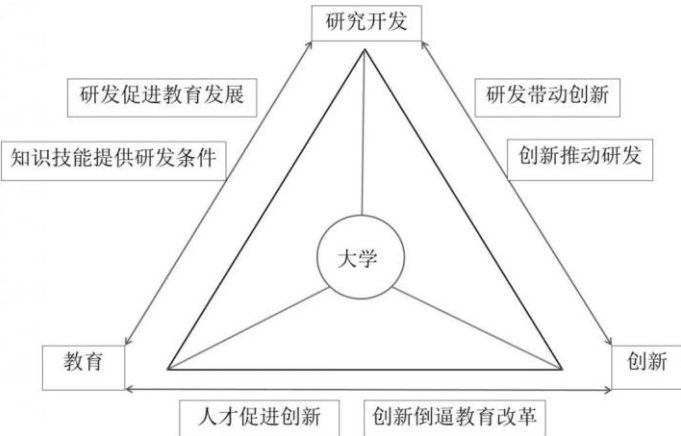 研究开发
研发促进教育发展
研发带动创新
知识技能提供研发条件
创新推动研发
大学
教育
创新
人才促进创新
创新倒逼教育改革